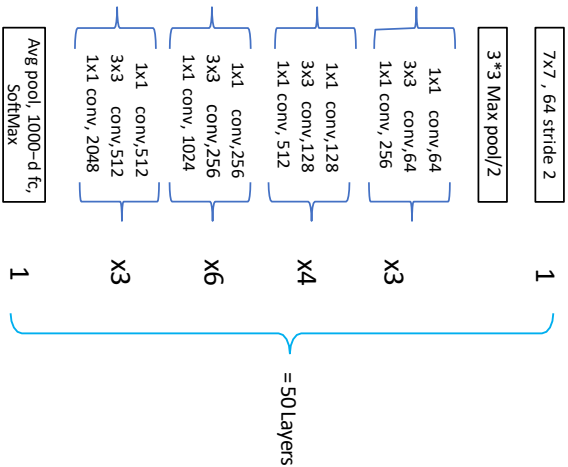 7x7 , 64 stride 2
1
3*3 Max pool/2
1x1 conv,64
3x3 conv,64
1x1 conv, 256
x3
1x1 conv,128
3x3 conv,128
1x1 conv, 512
x4
1x1 conv,256
3x3 conv,256
1x1 conv, 1024
x6
1x1 conv,512
3x3 conv,512
1x1 conv, 2048
x3
Avg pool, 1000-d fc,
SoftMax
1
= 50 Layers